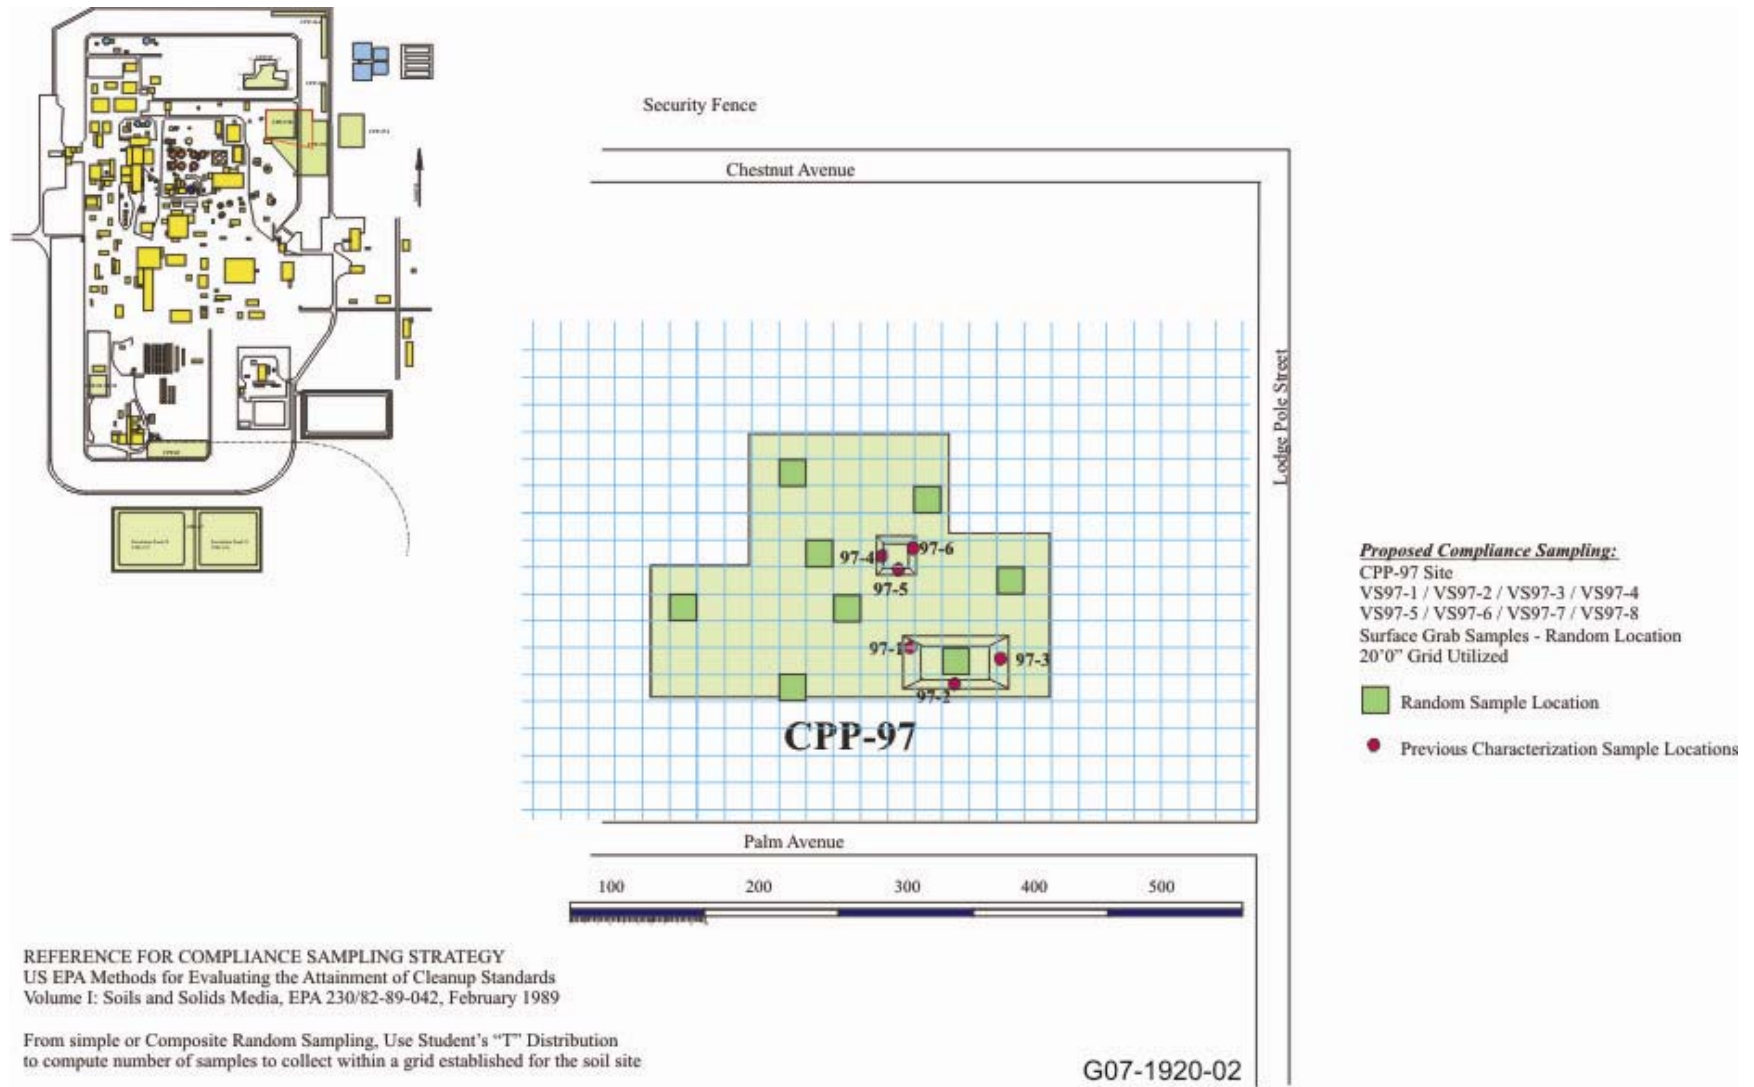 Security Fence
Chestnut Avenue
Lodge Pole Street
97-4
97-6
97-5
97-1
97-3
97-2
CPP-97
Palm Avenue
100 200 300 400 500
Proposed Compliance Sampling:
CPP-97 Site
VS97-1 / VS97-2 / VS97-3 / VS97-4
VS97-5 / VS97-6 / VS97-7 / VS97-8
Surface Grab Samples - Random Location
20’0” Grid Utilized
Random Sample Location
Previous Characterization Sample Locations
REFERENCE FOR COMPLIANCE SAMPLING STRATEGY
US EPA Methods for Evaluating the Attainment of Cleanup Standards
Volume I: Soils and Solids Media, EPA 230/82-89-042, February 1989
From simple or Composite Random Sampling, Use Student’s “T” Distribution
to compute number of samples to collect within a grid established for the soil site
G07-1920-02